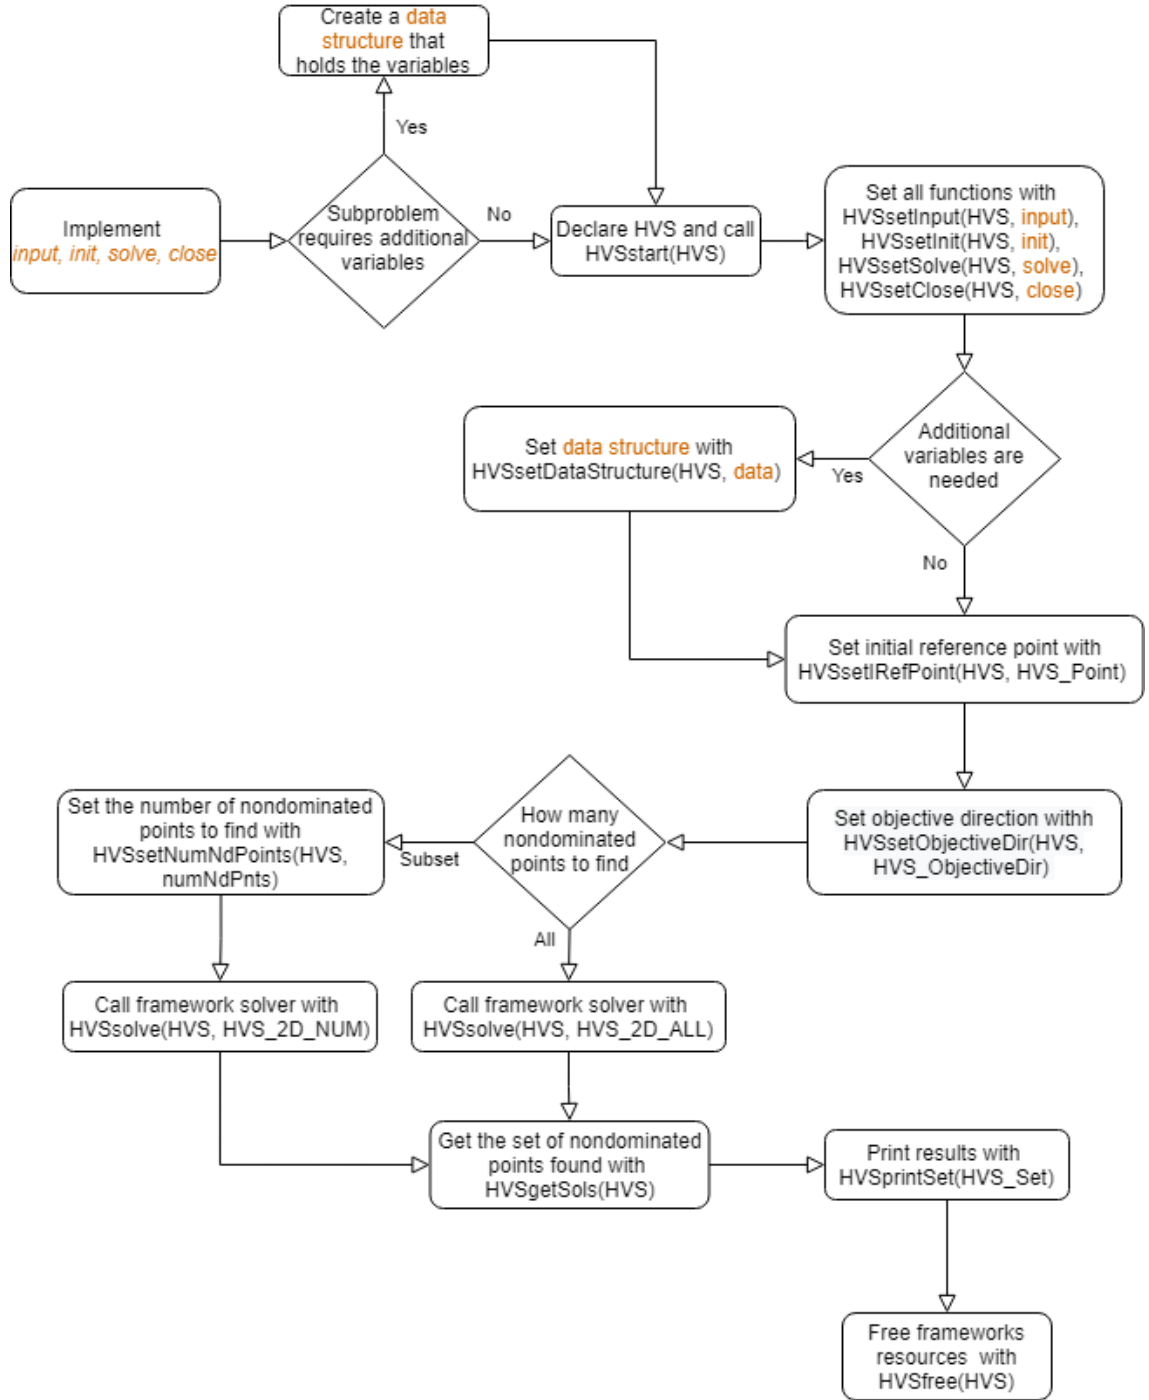 Create a data
structure that
holds the variables
Yes
Implement
input, init, solve, close
Subproblem
requires additional
variables
No
Declare HVS and call
HVSstart(HVS)
Set all functions with
HVSsetInput(HVS, input),
HVSsetInit(HVS, init),
HVSsetSolve(HVS, solve),
HVSsetClose(HVS, close)
Additional
variables are
needed
Yes
Set data structure with
HVSsetDataStructure(HVS, data)
No
Set initial reference point with
HVSsetIRefPoint(HVS, HVS_Point)
Set objective direction withh
HVSsetObjectiveDir(HVS,
HVS_ObjectiveDir)
How many
nondominated
points to find
Subset
Set the number of nondominated
points to find with
HVSsetNumNdPoints(HVS,
numNdPnts)
All
Call framework solver with
HVSsolve(HVS, HVS_2D_NUM)
Call framework solver with
HVSsolve(HVS, HVS_2D_ALL)
Get the set of nondominated
points found with
HVSgetSols(HVS)
Print results with
HVSprintSet(HVS_Set)
Free frameworks
resources with
HVSfree(HVS)